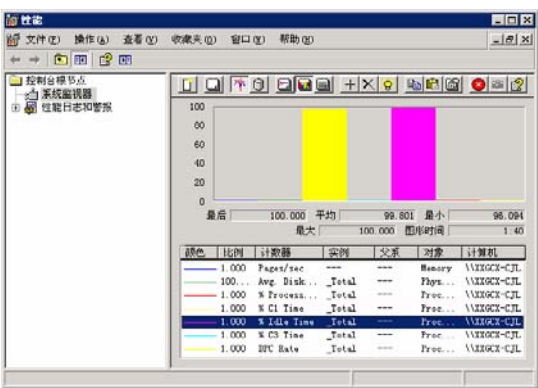 性能
文件(F) 操作(A) 查看(V) 收藏夹(O) 窗口(W) 帮助(H)
控制台根节点
系统监视器
性能日志和警报
100
80
60
40
20
0
最后 100.000 平均 99.801 最小 96.094
最大 100.000 图形时间 1:40
颜色 比例 计数器 实例 父系 对象 计算机
1.000 Pages/sec --- --- Memory \\XXGCX-CJL
100... Avg. Disk... _Total --- Phys... \\XXGCX-CJL
1.000 % Process... _Total --- Proc... \\XXGCX-CJL
1.000 % C1 Time _Total --- Proc... \\XXGCX-CJL
1.000 % Idle Time _Total --- Proc... \\XXGCX-CJL
1.000 % C3 Time _Total --- Proc... \\XXGCX-CJL
1.000 DPC Rate _Total --- Proc... \\XXGCX-CJL